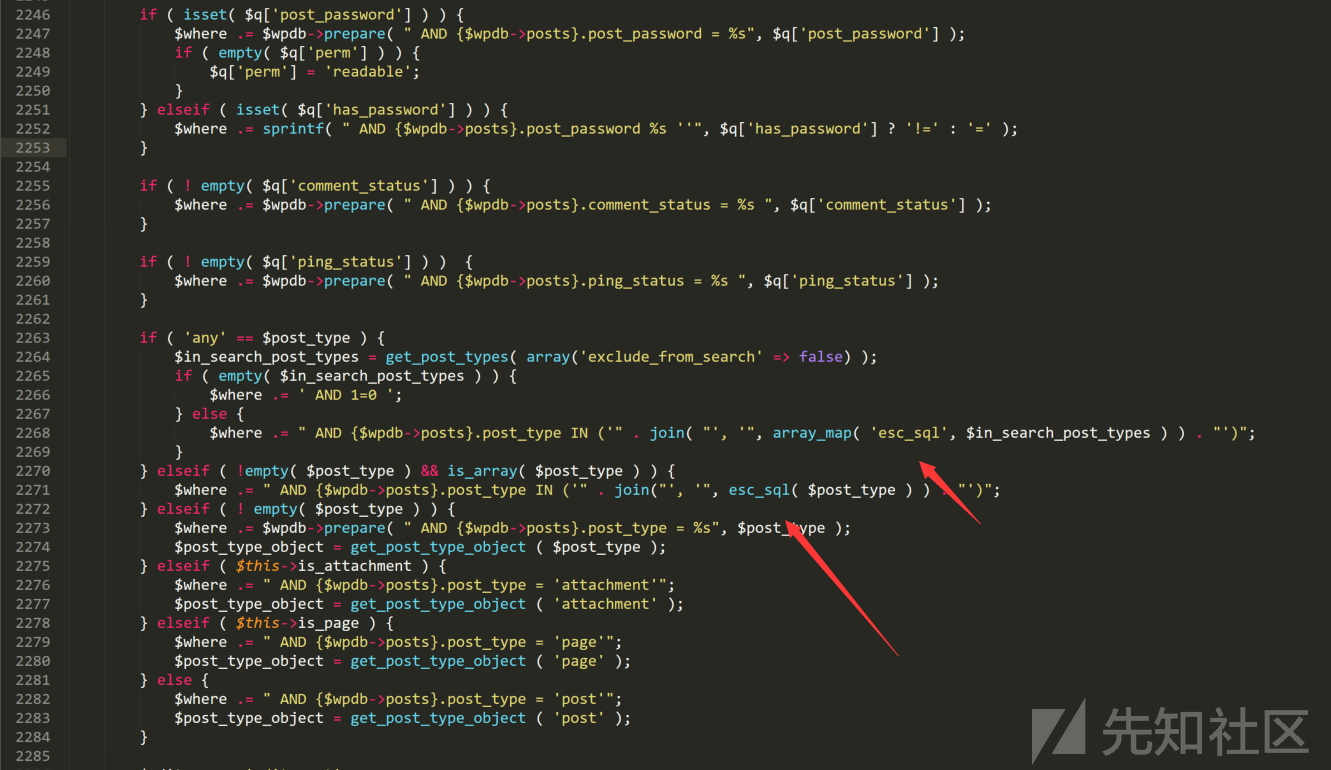 2246 if ( isset( $q['post_password'] ) ) {
2247 $where .= $wpdb->prepare( " AND {$wpdb->posts}.post_password = %s", $q['post_password'] );
2248 if ( empty( $q['perm'] ) ) {
2249 $q['perm'] = 'readable';
2250 }
2251 } elseif ( isset( $q['has_password'] ) ) {
2252 $where .= sprintf( " AND {$wpdb->posts}.post_password %s ''", $q['has_password'] ? '!=' : '=' );
2253 }
2254
2255 if ( ! empty( $q['comment_status'] ) ) {
2256 $where .= $wpdb->prepare( " AND {$wpdb->posts}.comment_status = %s ", $q['comment_status'] );
2257 }
2258
2259 if ( ! empty( $q['ping_status'] ) )  {
2260 $where .= $wpdb->prepare( " AND {$wpdb->posts}.ping_status = %s ", $q['ping_status'] );
2261 }
2262
2263 if ( 'any' == $post_type ) {
2264 $in_search_post_types = get_post_types( array('exclude_from_search' => false) );
2265 if ( empty( $in_search_post_types ) ) {
2266 $where .= ' AND 1=0 ';
2267 } else {
2268 $where .= " AND {$wpdb->posts}.post_type IN ('" . join( "', '", array_map( 'esc_sql', $in_search_post_types ) ) . "')";
2269 }
2270 } elseif ( !empty( $post_type ) && is_array( $post_type ) ) {
2271 $where .= " AND {$wpdb->posts}.post_type IN ('" . join("', '", esc_sql( $post_type ) ) . "')";
2272 } elseif ( ! empty( $post_type ) ) {
2273 $where .= $wpdb->prepare( " AND {$wpdb->posts}.post_type = %s", $post_type );
2274 $post_type_object = get_post_type_object ( $post_type );
2275 } elseif ( $this->is_attachment ) {
2276 $where .= " AND {$wpdb->posts}.post_type = 'attachment'";
2277 $post_type_object = get_post_type_object ( 'attachment' );
2278 } elseif ( $this->is_page ) {
2279 $where .= " AND {$wpdb->posts}.post_type = 'page'";
2280 $post_type_object = get_post_type_object ( 'page' );
2281 } else {
2282 $where .= " AND {$wpdb->posts}.post_type = 'post'";
2283 $post_type_object = get_post_type_object ( 'post' );
2284 }
2285
先知社区